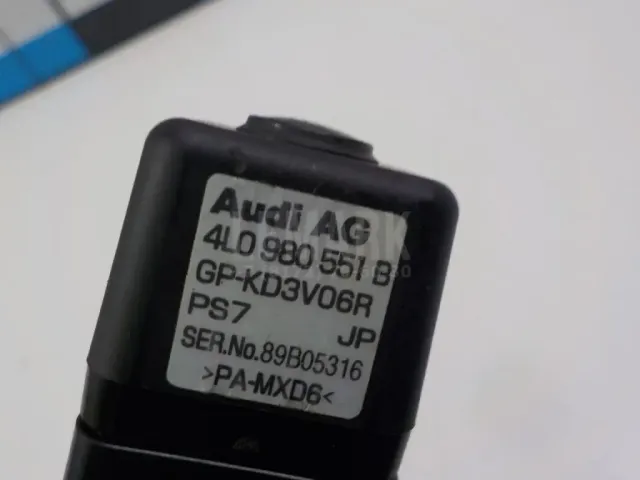 Audi AG
4L0 980 551 B
GP-KD3V06R
PS7 JP
SER.No.89B05316
>PA-MXD6<